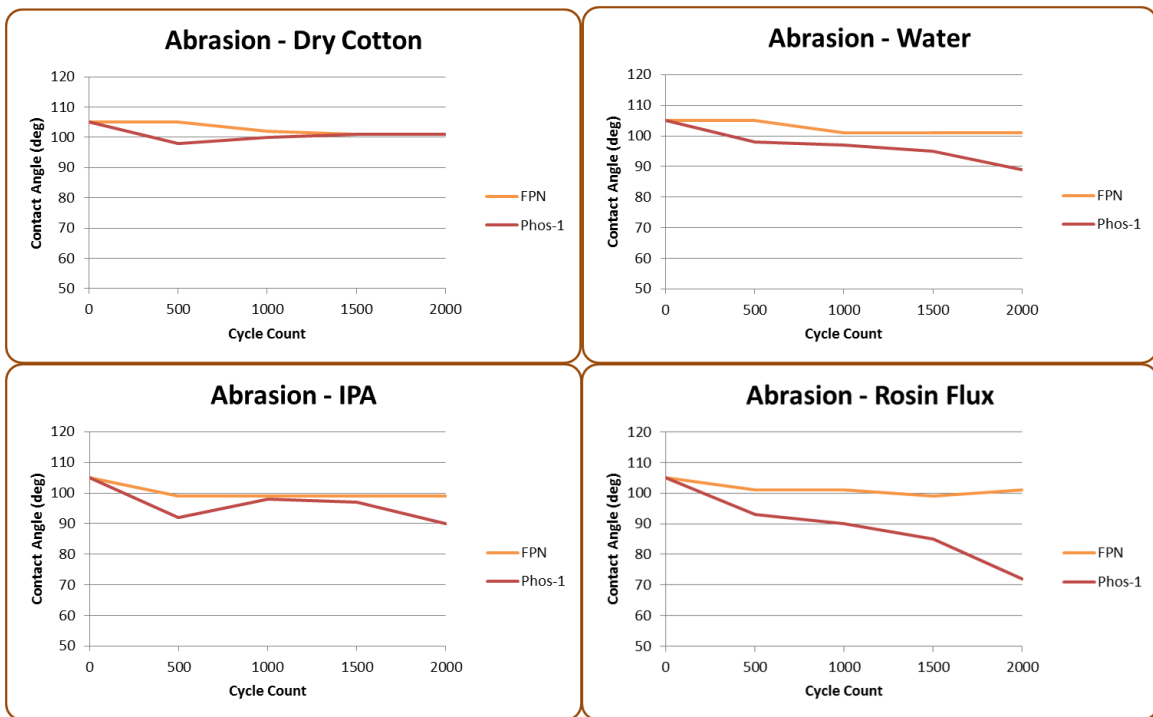 Abrasion - Dry Cotton
120
110
100
90
80
70
60
50
Contact Angle (deg)
0 500 1000 1500 2000
Cycle Count
FPN
Phos-1
Abrasion - Water
120
110
100
90
80
70
60
50
Contact Angle (deg)
0 500 1000 1500 2000
Cycle Count
FPN
Phos-1
Abrasion - IPA
120
110
100
90
80
70
60
50
Contact Angle (deg)
0 500 1000 1500 2000
Cycle Count
FPN
Phos-1
Abrasion - Rosin Flux
120
110
100
90
80
70
60
50
Contact Angle (deg)
0 500 1000 1500 2000
Cycle Count
FPN
Phos-1